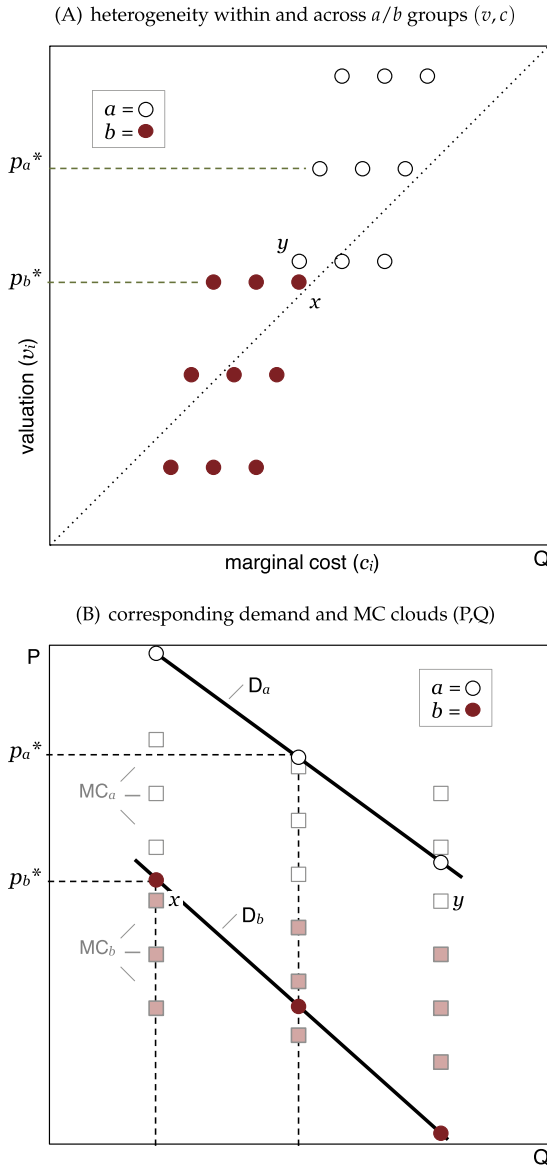 (A) heterogeneity within and across a/b groups (v, c)
a =
b =
pa*
y
pb*
x
valuation (vi)
marginal cost (ci)
Q
(B) corresponding demand and MC clouds (P,Q)
P
a =
b =
Da
pa*
MCa
pb*
x
y
Db
MCb
Q